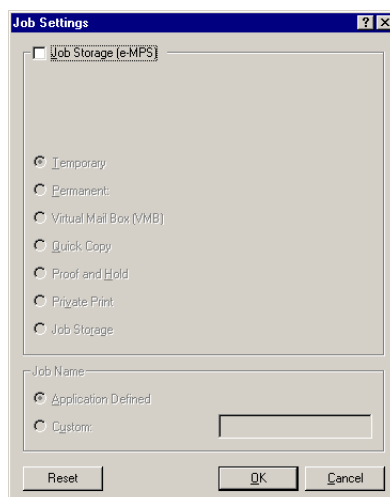 Job Settings
Job Storage (e-MPS)
Temporary
Permanent:
Virtual Mail Box (VMB)
Quick Copy
Proof and Hold
Private Print
Job Storage
Job Name
Application Defined
Custom:
Reset OK Cancel